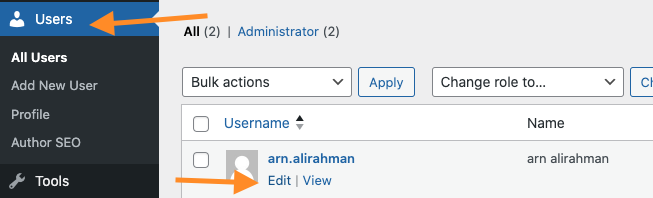 Users
All Users
Add New User
Profile
Author SEO
Tools
All (2) | Administrator (2)
Bulk actions Apply Change role to... Ch
Username Name
arn.alirahman arn alirahman
Edit | View